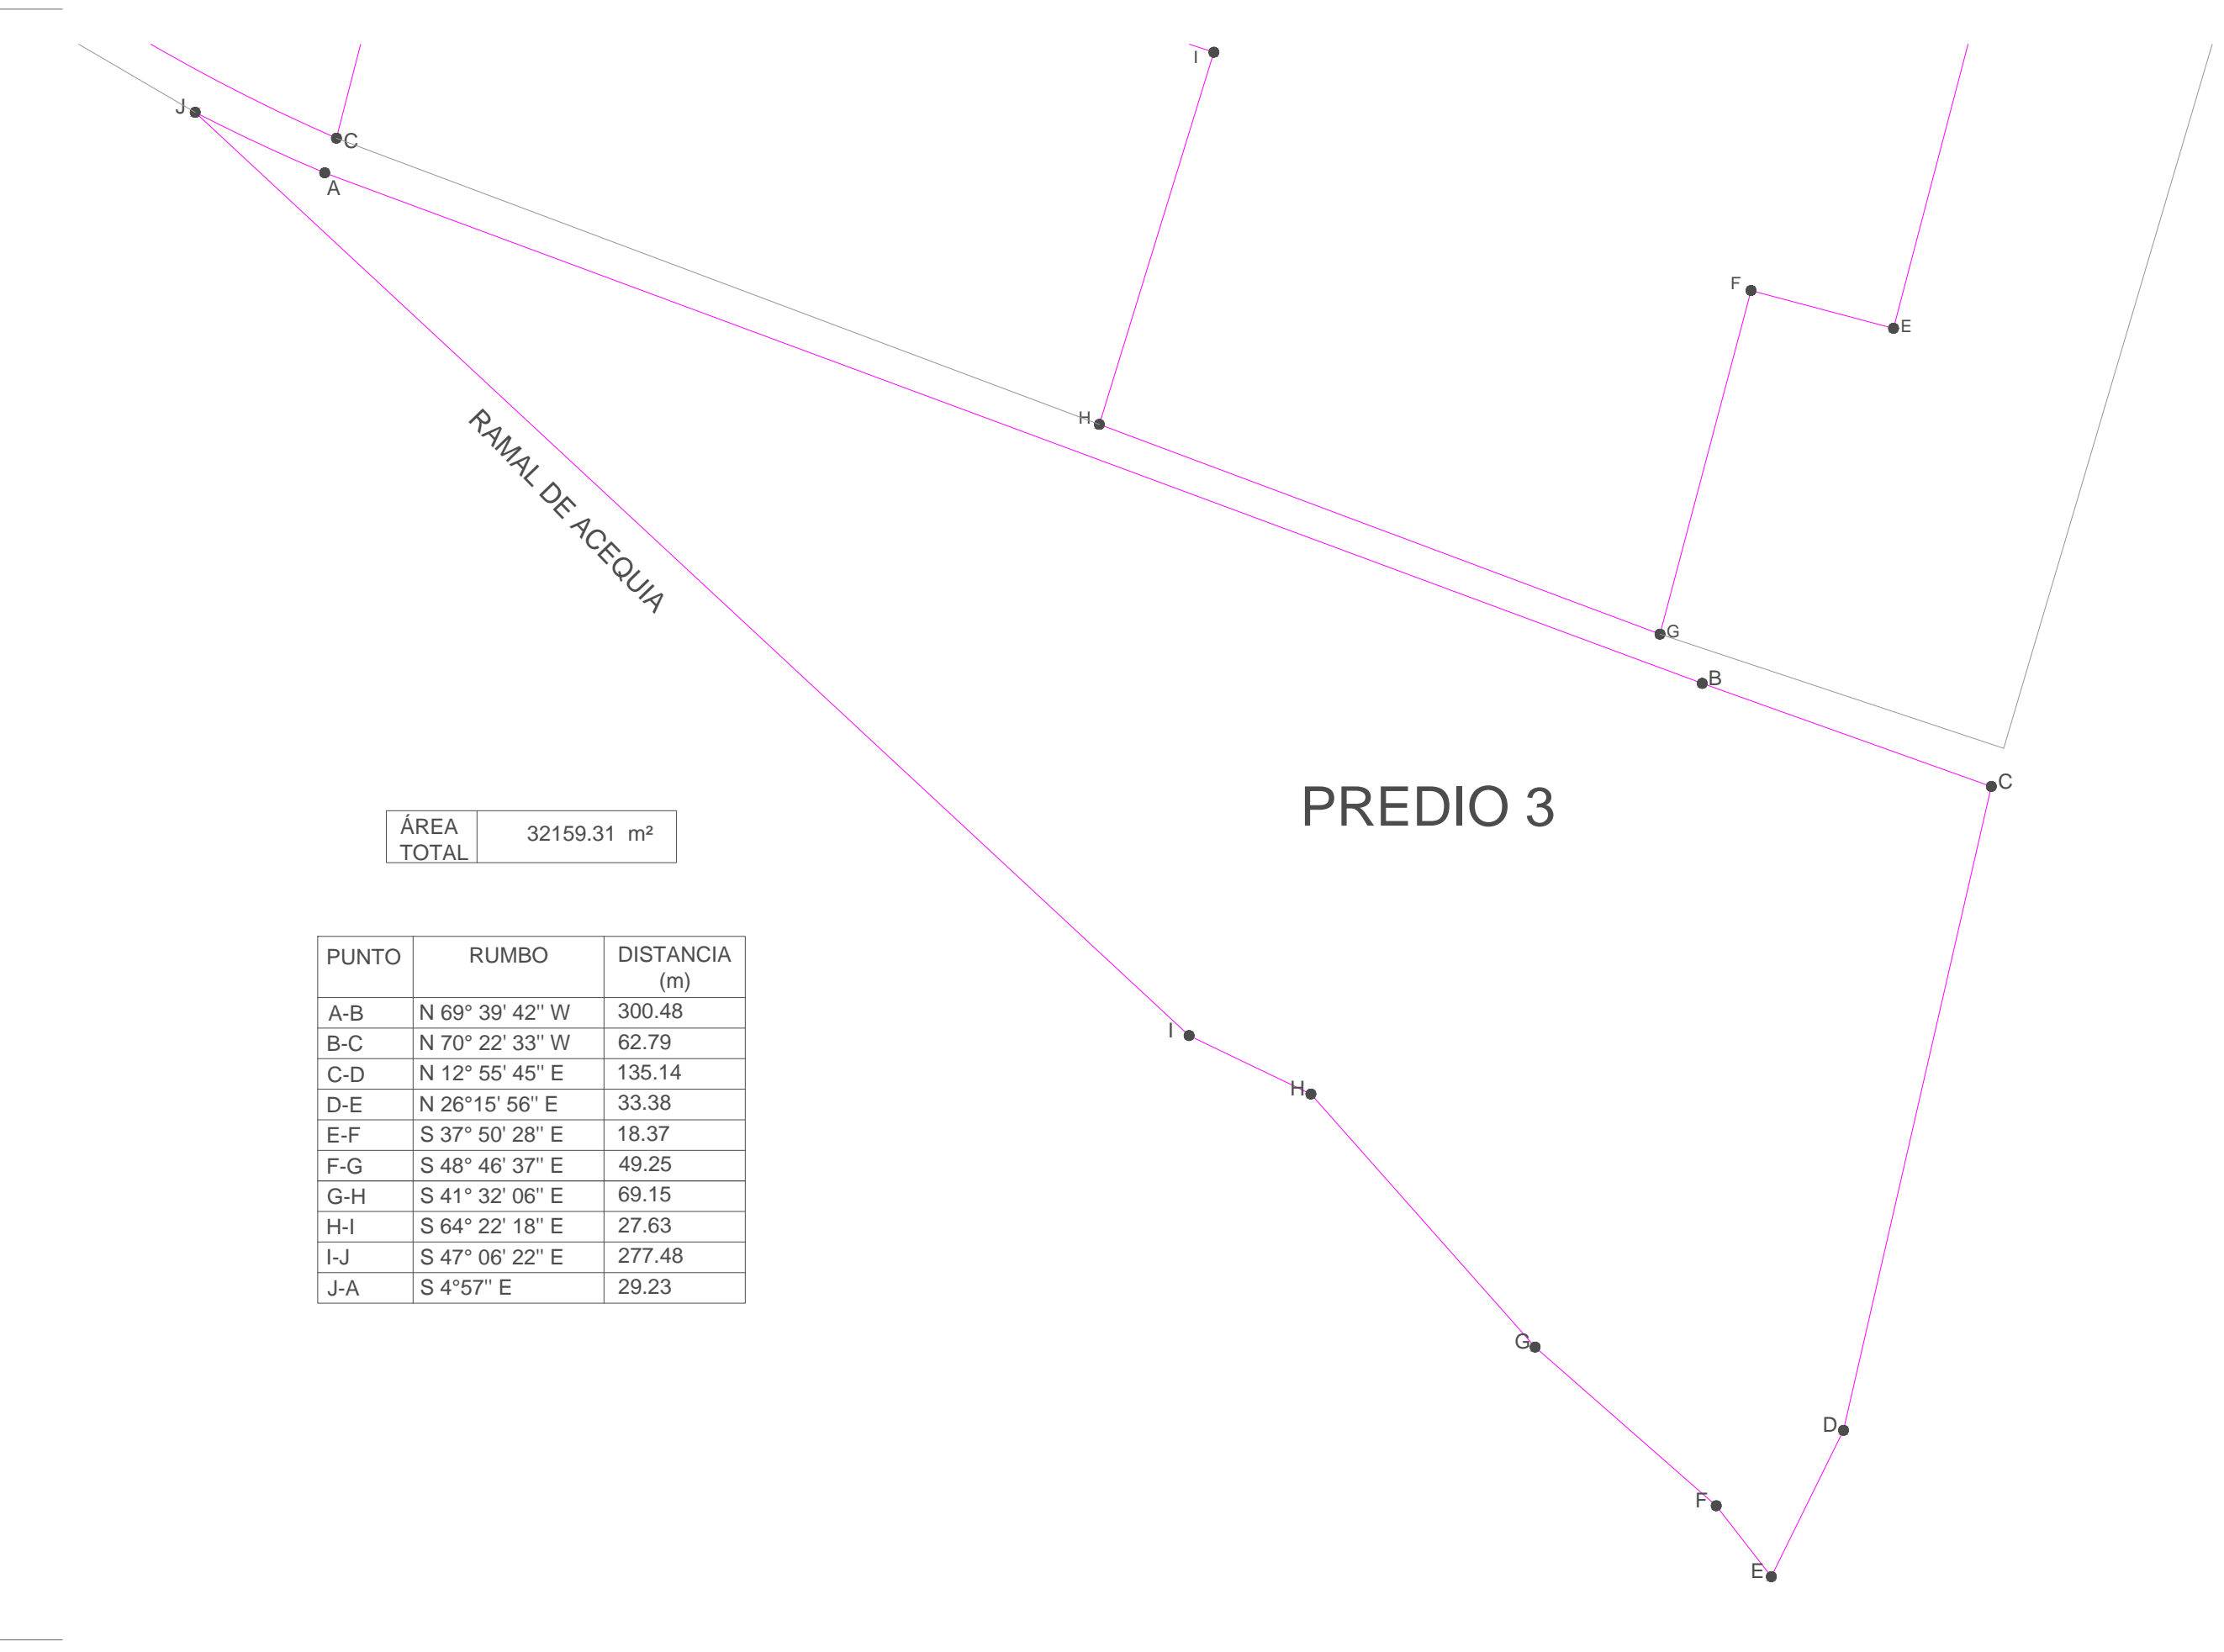 I
J
C
A
F
E
H
RAMAL DE ACEQUIA
G
B
C
PREDIO 3
ÁREA TOTAL 32159.31 m²
PUNTO RUMBO DISTANCIA (m)
A-B N 69° 39' 42" W 300.48
B-C N 70° 22' 33" W 62.79
C-D N 12° 55' 45" E 135.14
D-E N 26°15' 56" E 33.38
E-F S 37° 50' 28" E 18.37
F-G S 48° 46' 37" E 49.25
G-H S 41° 32' 06" E 69.15
H-I S 64° 22' 18" E 27.63
I-J S 47° 06' 22" E 277.48
J-A S 4°57" E 29.23
I
H
G
D
F
E